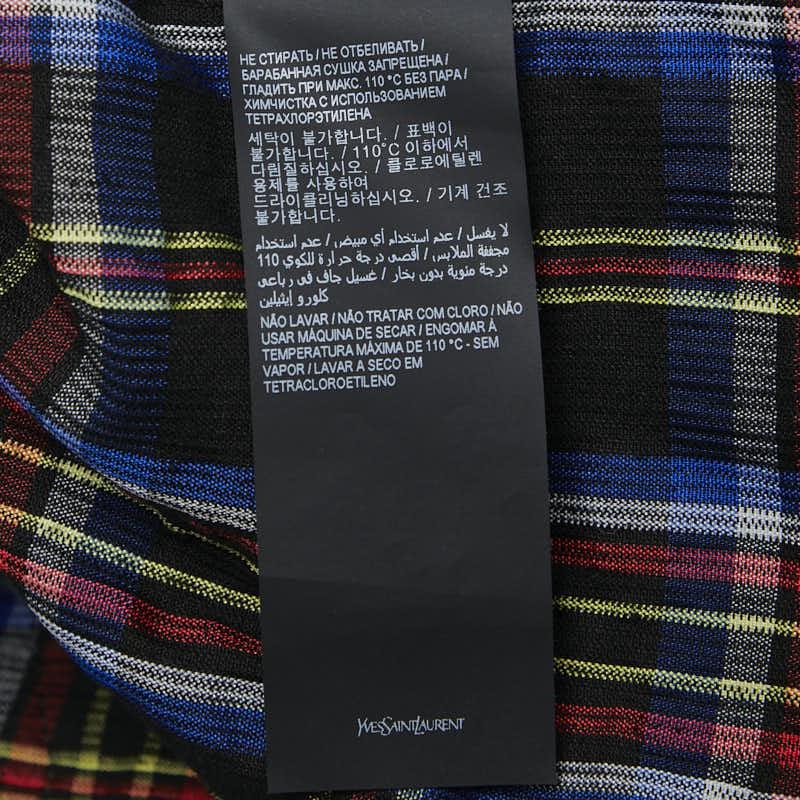 НЕ СТИРАТЬ / НЕ ОТБЕЛИВАТЬ /
БАРАБАННАЯ СУШКА ЗАПРЕЩЕНА /
ГЛАДИТЬ ПРИ МАКС. 110 °C БЕЗ ПАРА /
ХИМЧИСТКА С ИСПОЛЬЗОВАНИЕМ
ТЕТРАХЛОРЭТИЛЕНА
세탁이 불가합니다. / 표백이
불가합니다. / 110°C 이하에서
다림질하십시오. / 클로로에틸렌
용제를 사용하여
드라이클리닝하십시오. / 기계 건조
불가합니다.
لا يغسل / عدم استخدام أي مبيض / عدم استخدام
مجففة الملابس / أقصى درجة حرارة للكوي 110
درجة مئوية بدون بخار / غسيل جاف في رباعي
كلورو إيثيلين
NÃO LAVAR / NÃO TRATAR COM CLORO / NÃO
USAR MÁQUINA DE SECAR / ENGOMAR À
TEMPERATURA MÁXIMA DE 110 °C - SEM
VAPOR / LAVAR A SECO EM
TETRACLOROETILENO
YVESSAINTLAURENT